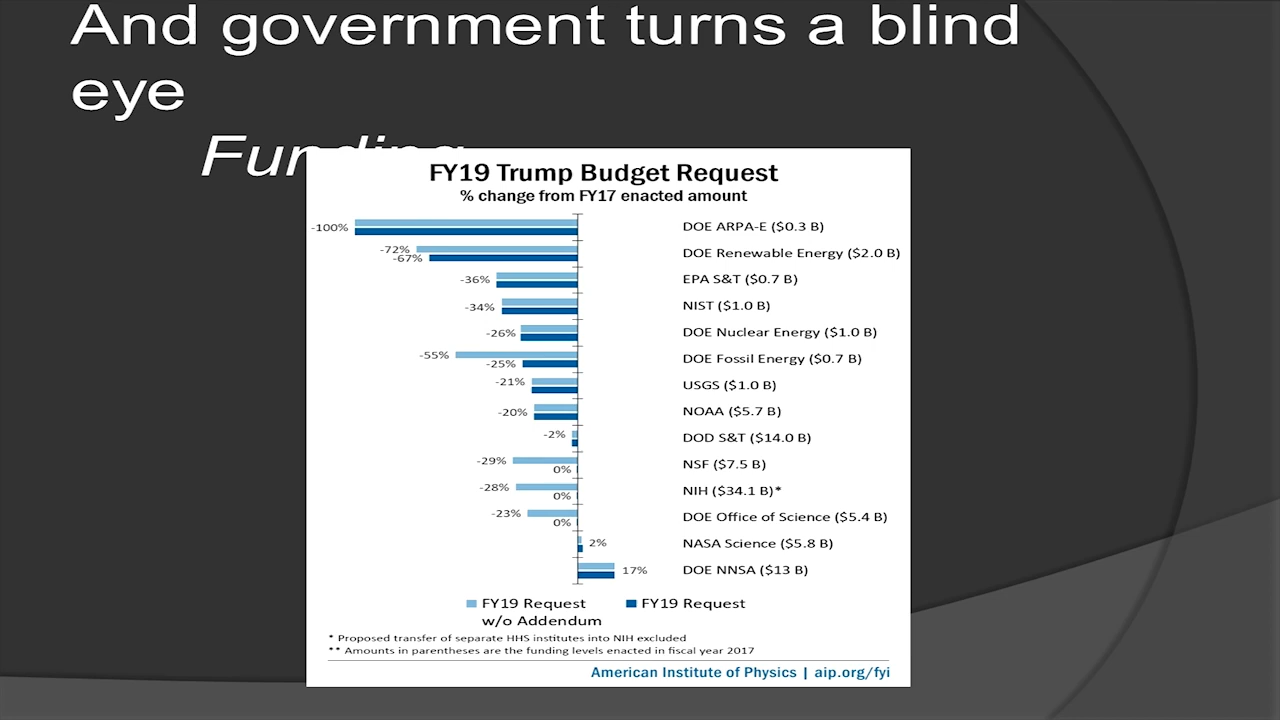 And government turns a blind
eye
Funding
FY19 Trump Budget Request
% change from FY17 enacted amount
-100% DOE ARPA-E ($0.3 B)
-72%
-67% DOE Renewable Energy ($2.0 B)
-36% EPA S&T ($0.7 B)
-34% NIST ($1.0 B)
-26% DOE Nuclear Energy ($1.0 B)
-55%
-25% DOE Fossil Energy ($0.7 B)
-21% USGS ($1.0 B)
-20% NOAA ($5.7 B)
-2% DOD S&T ($14.0 B)
-29%
0% NSF ($7.5 B)
-28%
0% NIH ($34.1 B)*
-23%
0% DOE Office of Science ($5.4 B)
2% NASA Science ($5.8 B)
17% DOE NNSA ($13 B)
FY19 Request w/o Addendum
FY19 Request
* Proposed transfer of separate HHS institutes into NIH excluded
** Amounts in parentheses are the funding levels enacted in fiscal year 2017
American Institute of Physics | aip.org/fyi